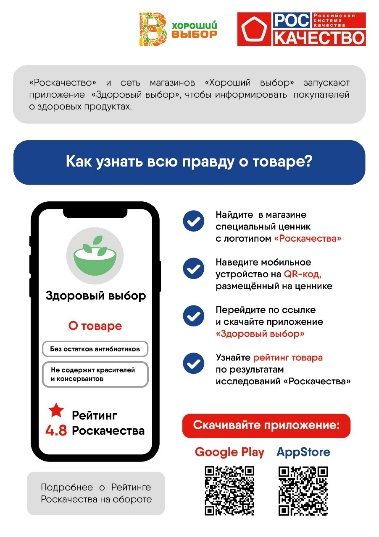 ХОРОШИЙ
ВЫБОР
РОС
Российская
система
качества
КАЧЕСТВО
«Роскачество» и сеть магазинов «Хороший выбор» запускают
приложение «Здоровый выбор», чтобы информировать покупателей
о здоровых продуктах.
Как узнать всю правду о товаре?
Здоровый выбор
О товаре
Без остатков антибиотиков
Не содержит красителей
и консервантов
4.8
Рейтинг
Роскачества
Найдите в магазине
специальный ценник
с логотипом «Роскачества»
Наведите мобильное
устройство на QR-код,
размещённый на ценнике
Перейдите по ссылке
и скачайте приложение
«Здоровый выбор»
Узнайте рейтинг товара
по результатам
исследований «Роскачества»
Скачивайте приложение:
Google Play AppStore
Подробнее о Рейтинге
Роскачества на обороте